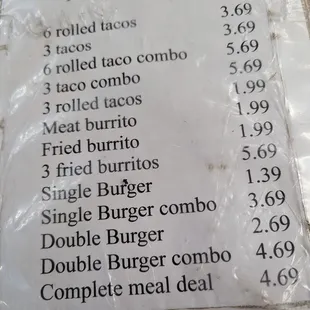 6 rolled tacos 3.69
3 tacos 3.69
6 rolled taco combo 5.69
3 taco combo 5.69
3 rolled tacos 1.99
Meat burrito 1.99
Fried burrito 1.99
3 fried burritos 5.69
Single Burger 1.39
Single Burger combo 3.69
Double Burger 2.69
Double Burger combo 4.69
Complete meal deal 4.69